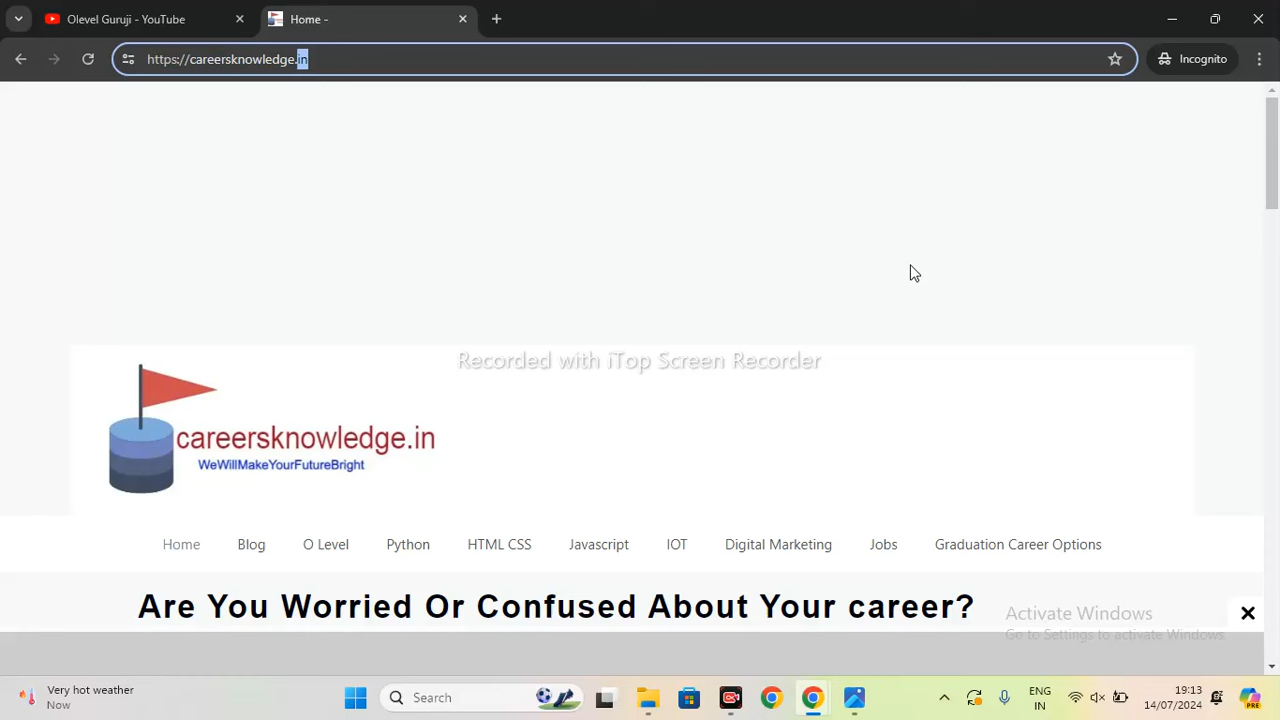 Olevel Guruji - YouTube
Home -
https://careersknowledge.in
Incognito
Recorded with iTop Screen Recorder
careersknowledge.in
WeWillMakeYourFutureBright
Home Blog O Level Python HTML CSS Javascript IOT Digital Marketing Jobs Graduation Career Options
Are You Worried Or Confused About Your career?
Activate Windows
Go to Settings to activate Windows.
Very hot weather
Now
Search
ENG
IN
19:13
14/07/2024
PRE